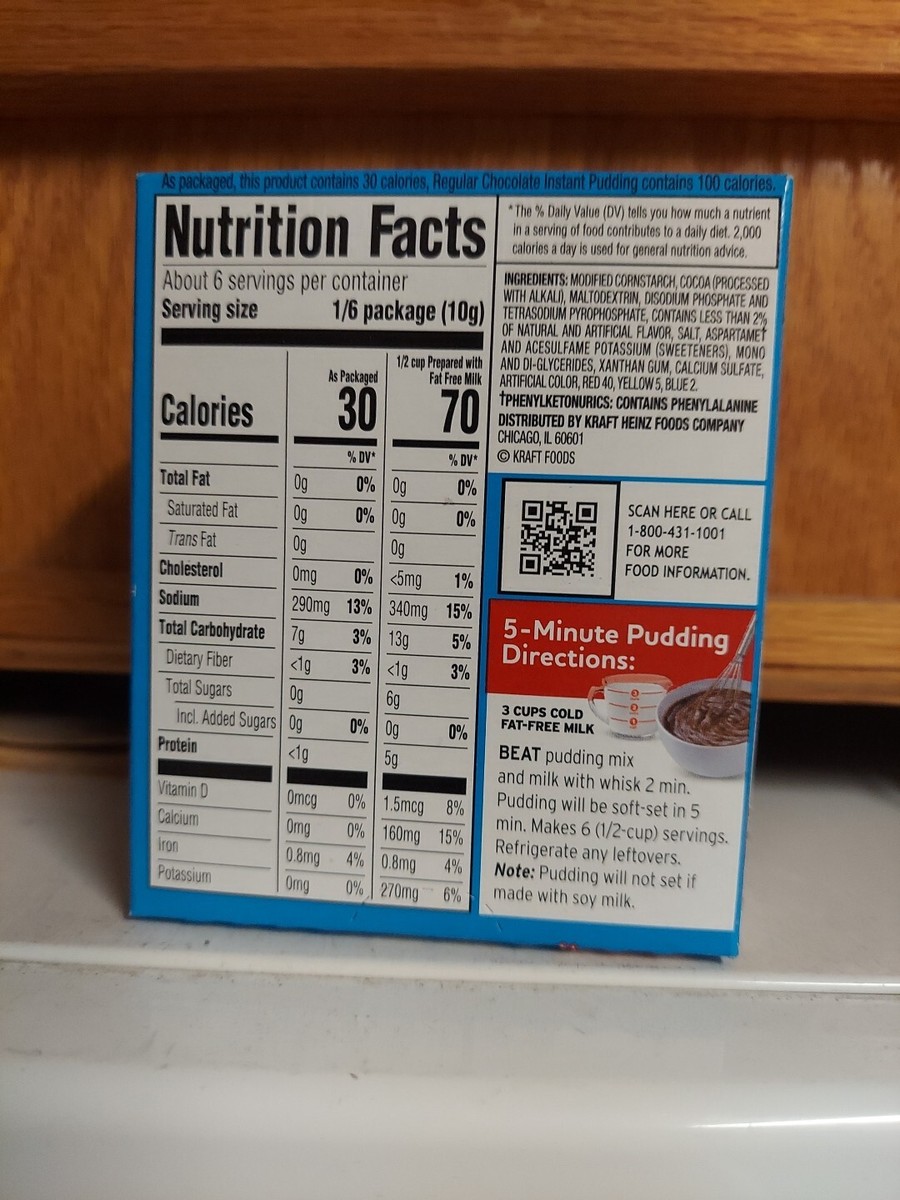 As packaged, this product contains 30 calories, Regular Chocolate Instant Pudding contains 100 calories.
Nutrition Facts
About 6 servings per container
Serving size 1/6 package (10g)
As Packaged
1/2 cup Prepared with
Fat Free Milk
Calories 30 70
% DV* % DV*
Total Fat 0g 0% 0g 0%
Saturated Fat 0g 0% 0g 0%
Trans Fat 0g 0g
Cholesterol 0mg 0% <5mg 1%
Sodium 290mg 13% 340mg 15%
Total Carbohydrate 7g 3% 13g 5%
Dietary Fiber <1g 3% <1g 3%
Total Sugars 0g 6g
Incl. Added Sugars 0g 0% 0g 0%
Protein <1g 5g
Vitamin D 0mcg 0% 1.5mcg 8%
Calcium 0mg 0% 160mg 15%
Iron 0.8mg 4% 0.8mg 4%
Potassium 0mg 0% 270mg 6%
*The % Daily Value (DV) tells you how much a nutrient
in a serving of food contributes to a daily diet. 2,000
calories a day is used for general nutrition advice.
INGREDIENTS: MODIFIED CORNSTARCH, COCOA (PROCESSED
WITH ALKALI), MALTODEXTRIN, DISODIUM PHOSPHATE AND
TETRASODIUM PYROPHOSPHATE, CONTAINS LESS THAN 2%
OF NATURAL AND ARTIFICIAL FLAVOR, SALT, ASPARTAME†
AND ACESULFAME POTASSIUM (SWEETENERS), MONO
AND DI-GLYCERIDES, XANTHAN GUM, CALCIUM SULFATE,
ARTIFICIAL COLOR, RED 40, YELLOW 5, BLUE 2.
†PHENYLKETONURICS: CONTAINS PHENYLALANINE
DISTRIBUTED BY KRAFT HEINZ FOODS COMPANY
CHICAGO, IL 60601
© KRAFT FOODS
SCAN HERE OR CALL
1-800-431-1001
FOR MORE
FOOD INFORMATION.
5-Minute Pudding
Directions:
3
2
1
3 CUPS COLD
FAT-FREE MILK
BEAT pudding mix
and milk with whisk 2 min.
Pudding will be soft-set in 5
min. Makes 6 (1/2-cup) servings.
Refrigerate any leftovers.
Note: Pudding will not set if
made with soy milk.